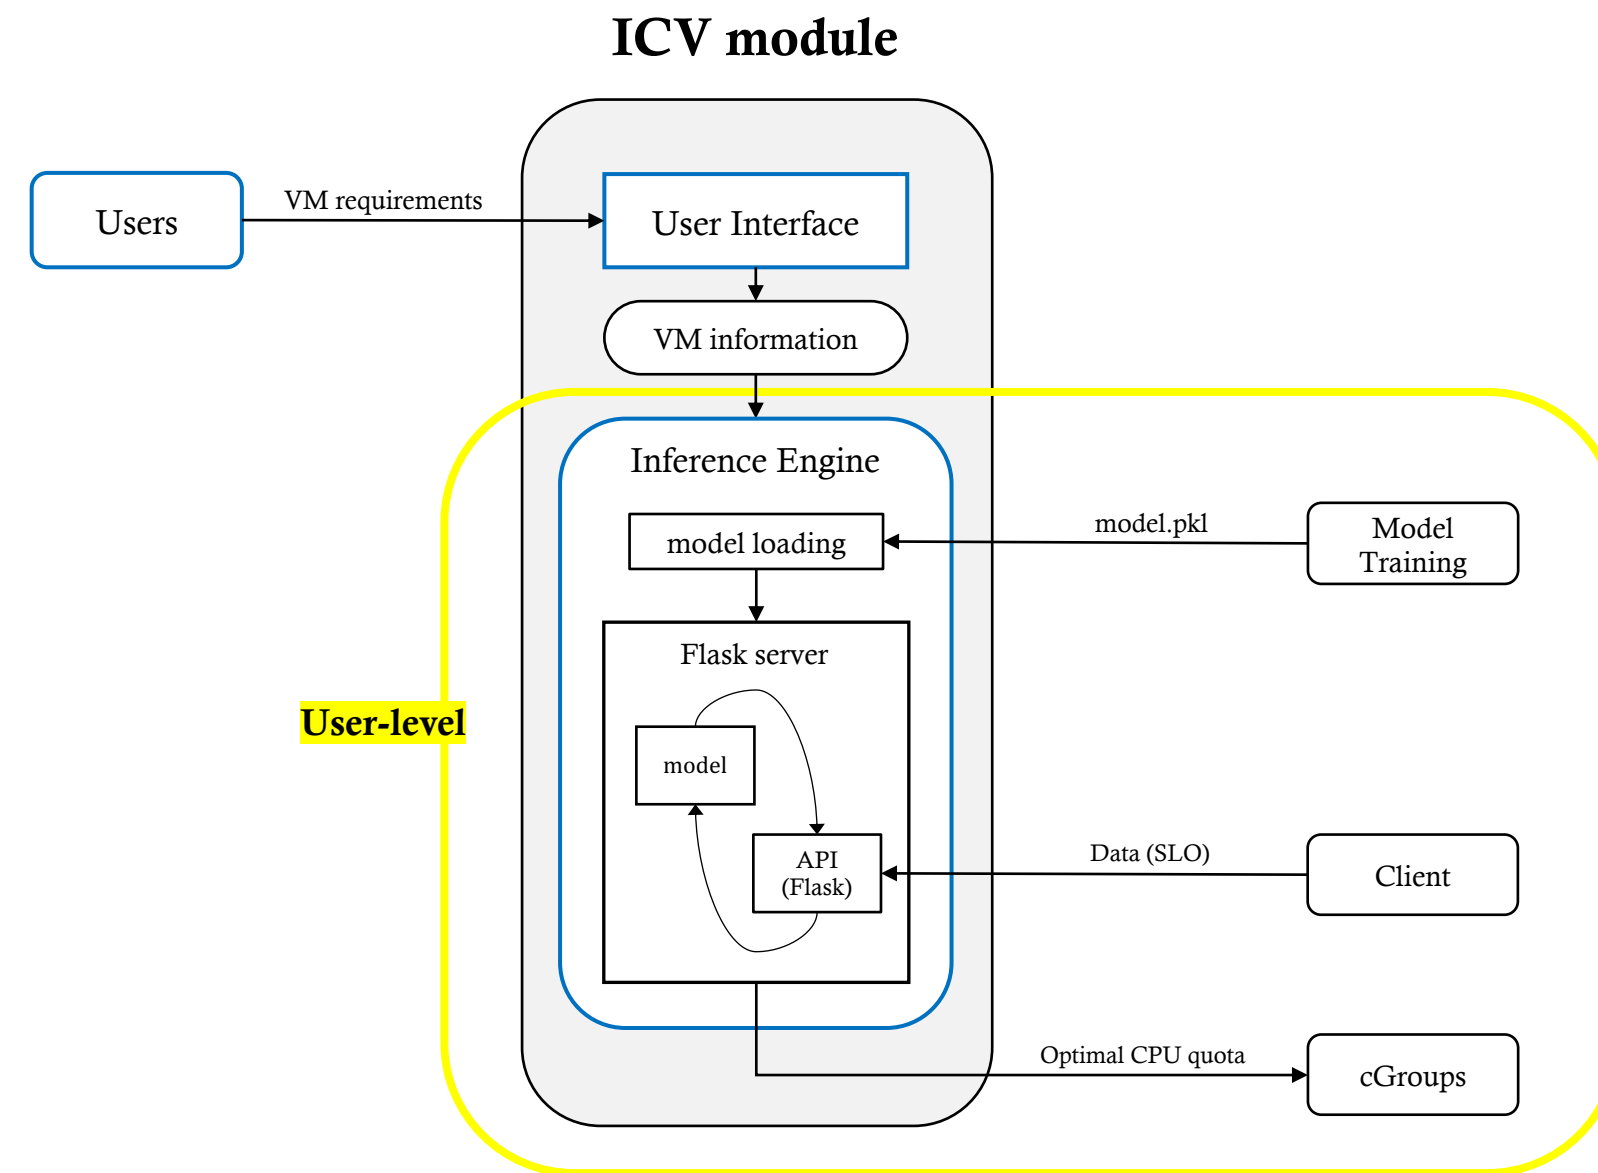 ICV module
Users
VM requirements
User Interface
VM information
Inference Engine
model loading
model.pkl
Model
Training
Flask server
User-level
model
API
(Flask)
Data (SLO)
Client
Optimal CPU quota
cGroups